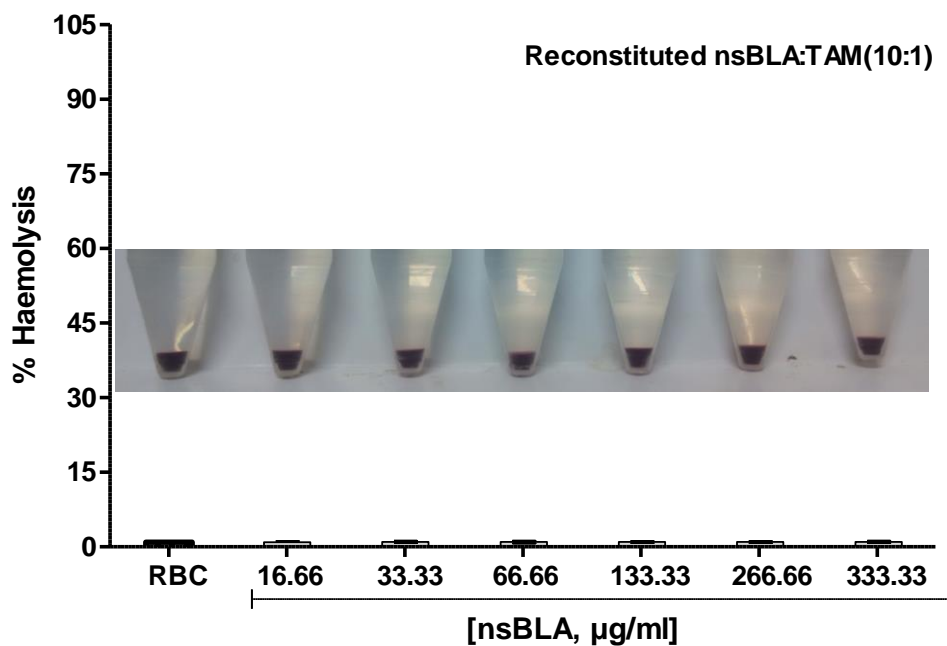 Reconstituted nsBLA:TAM(10:1)
% Haemolysis
105
90
75
60
45
30
15
0
RBC 16.66 33.33 66.66 133.33 266.66 333.33
[nsBLA, µg/ml]